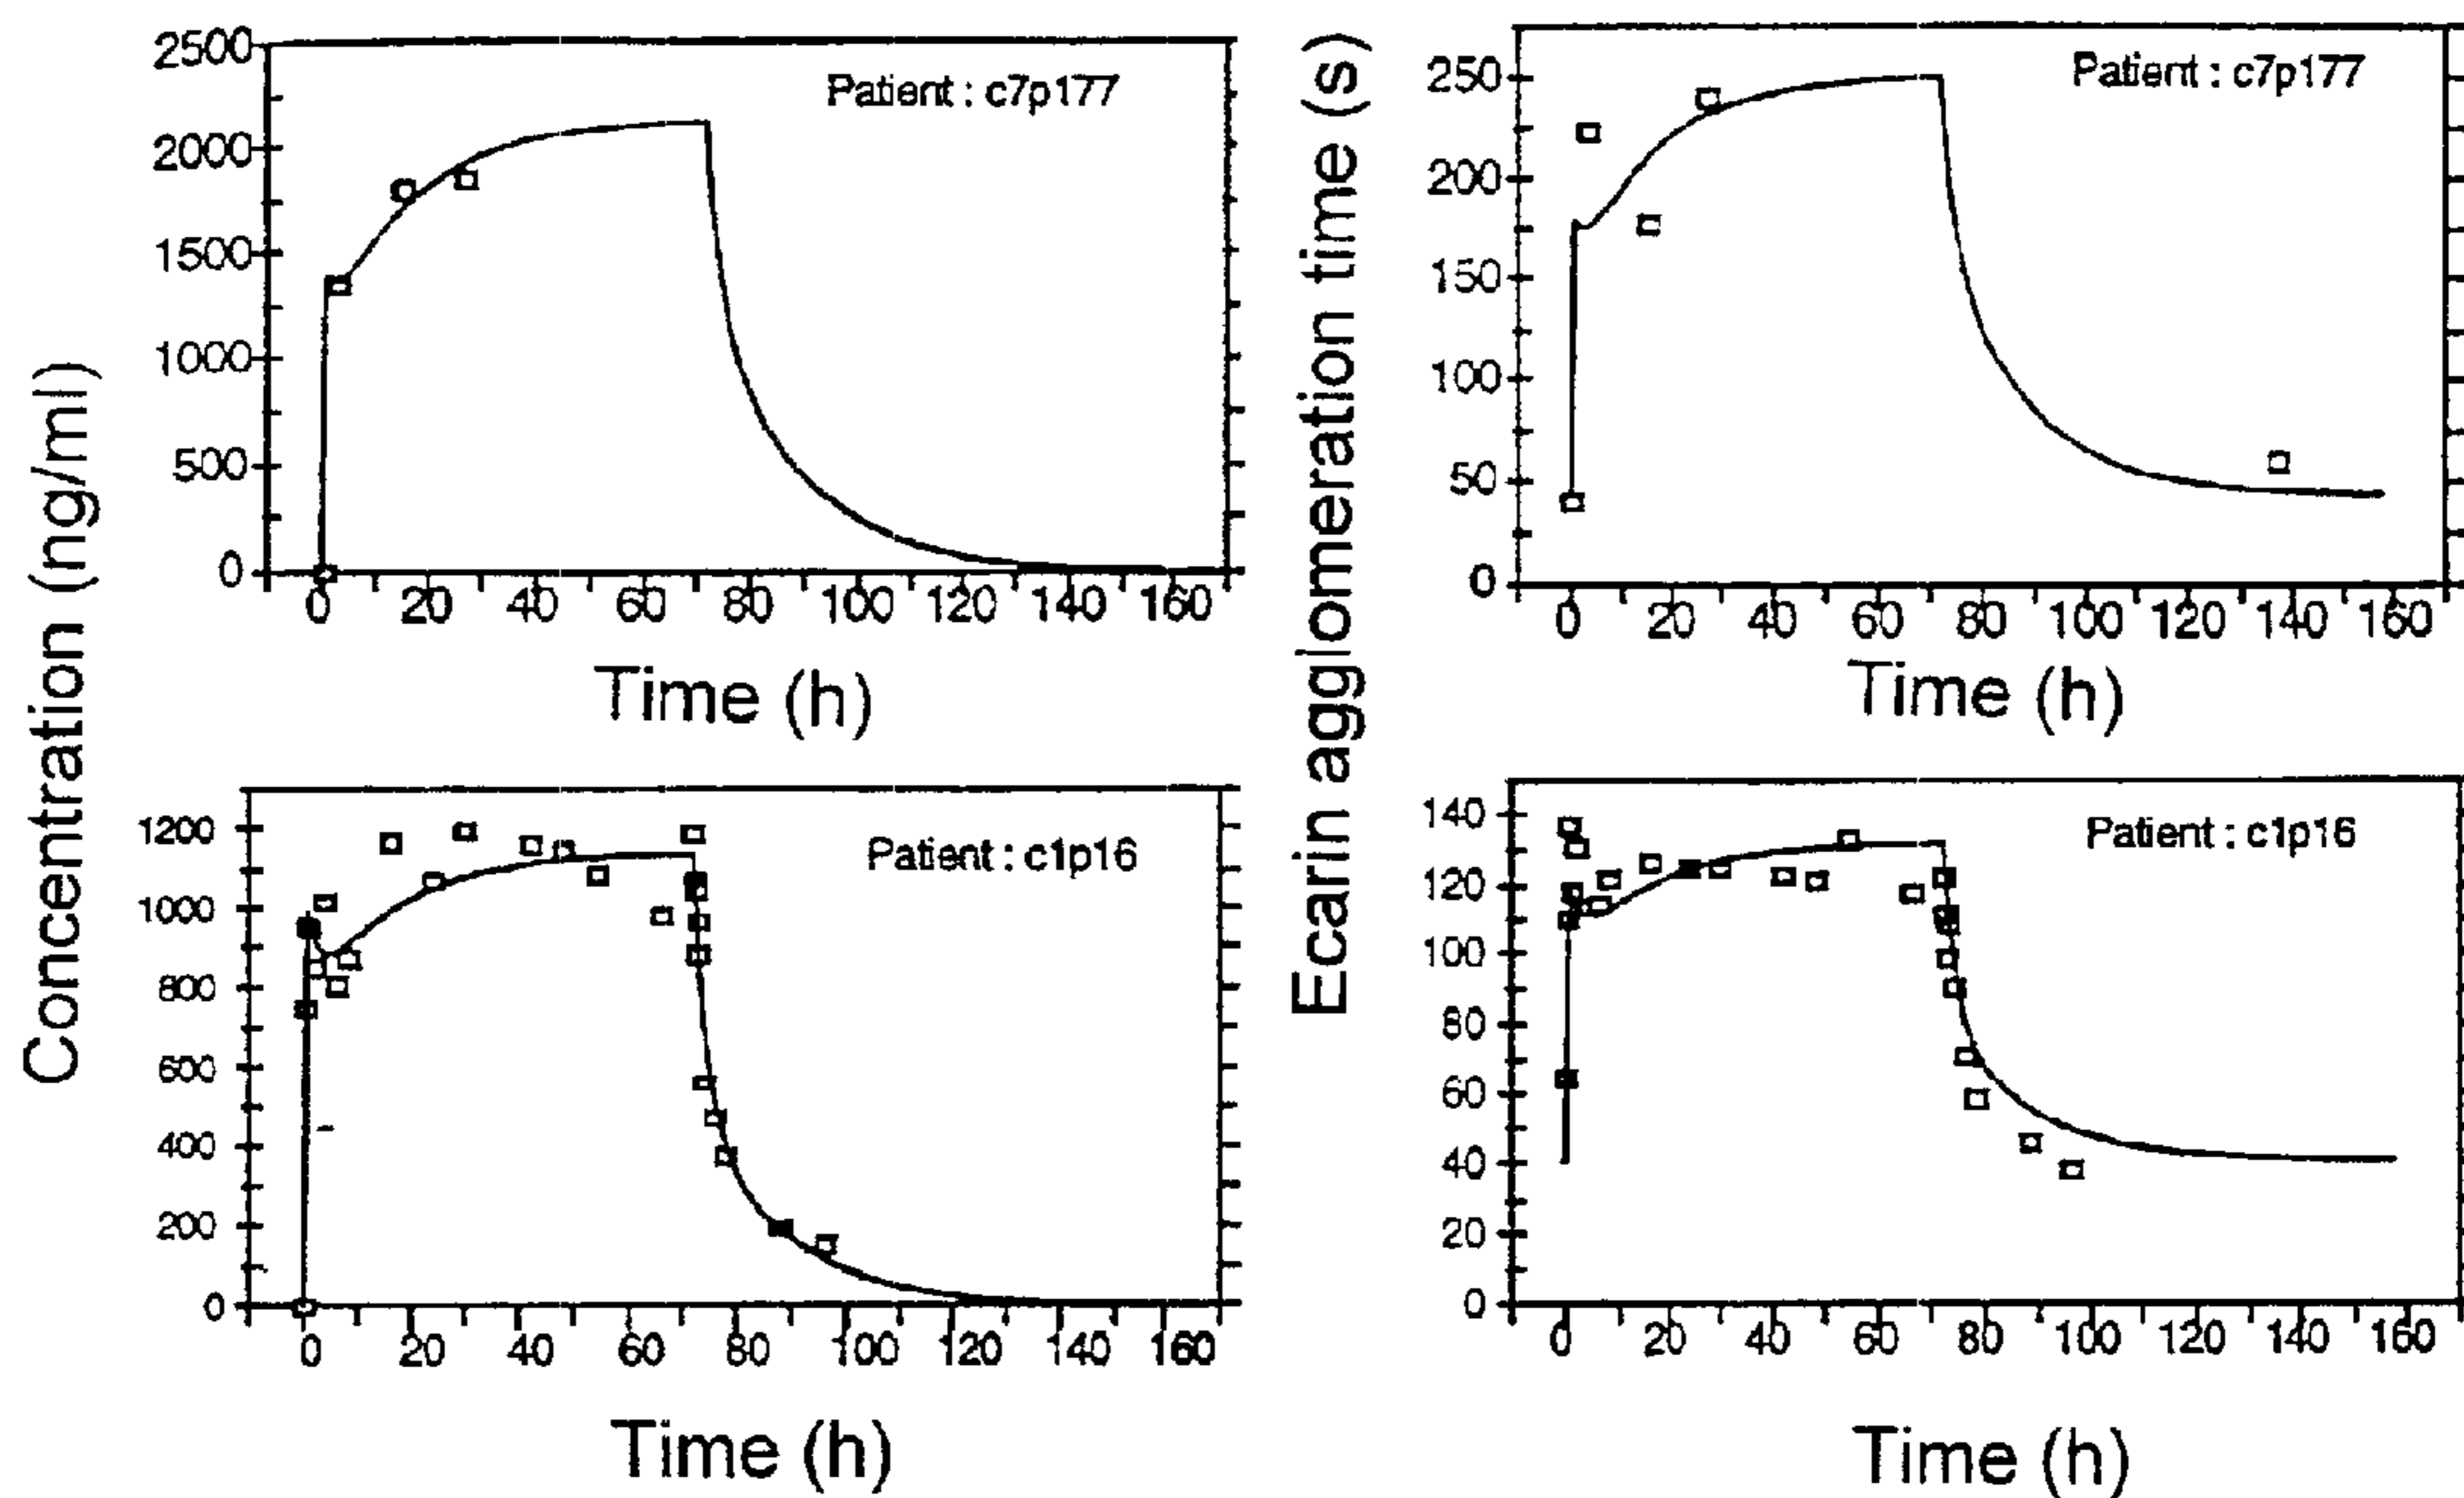 Concentration (ng/ml)
2500
2000
1500
1000
500
0
Patient : c7p177
0 20 40 60 80 100 120 140 160
Time (h)
Ecarin agglomeration time (s)
250
200
150
100
50
0
Patient : c7p177
0 20 40 60 80 100 120 140 160
Time (h)
1200
1000
800
600
400
200
0
Patient : c1p16
0 20 40 60 80 100 120 140 160
Time (h)
140
120
100
80
60
40
20
0
Patient : c1p16
0 20 40 60 80 100 120 140 160
Time (h)